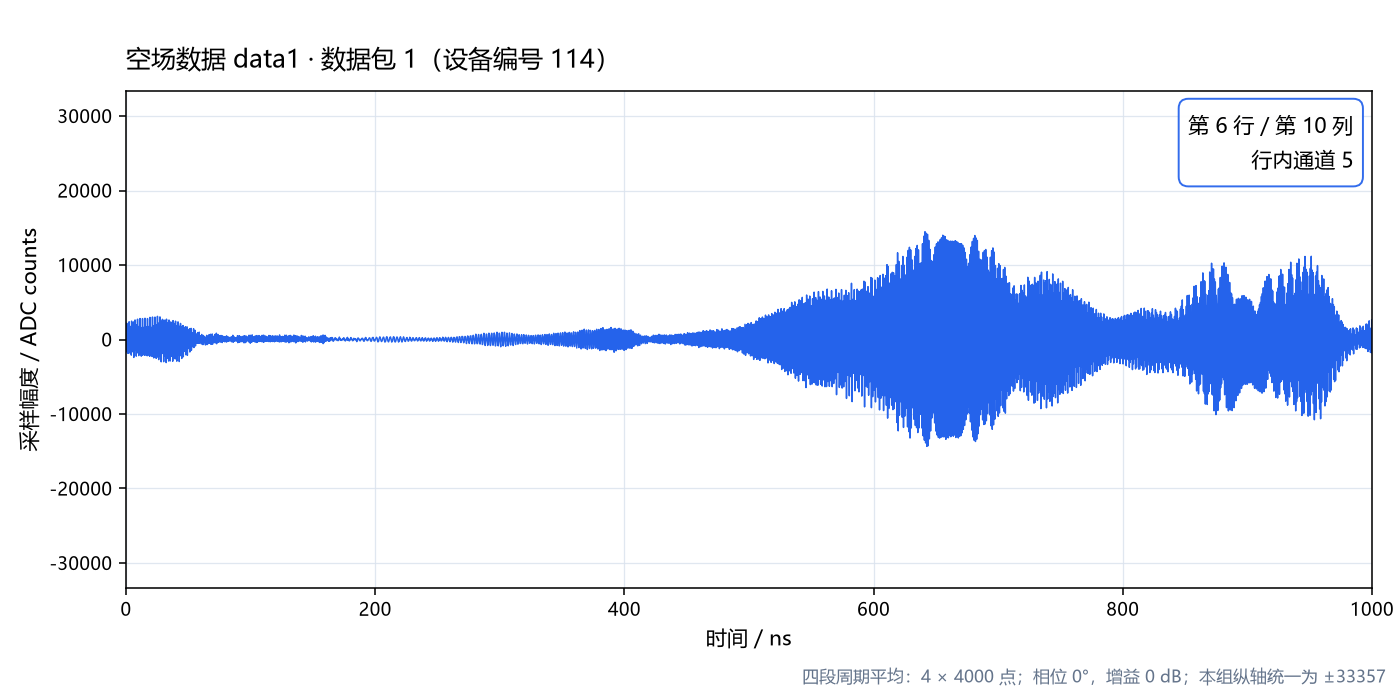 空场数据 data1 · 数据包 1（设备编号 114）
第 6 行 / 第 10 列
行内通道 5
采样幅度 / ADC counts
30000
20000
10000
0
-10000
-20000
-30000
0 200 400 600 800 1000
时间 / ns
四段周期平均：4 × 4000 点；相位 0°，增益 0 dB；本组纵轴统一为 ±33357